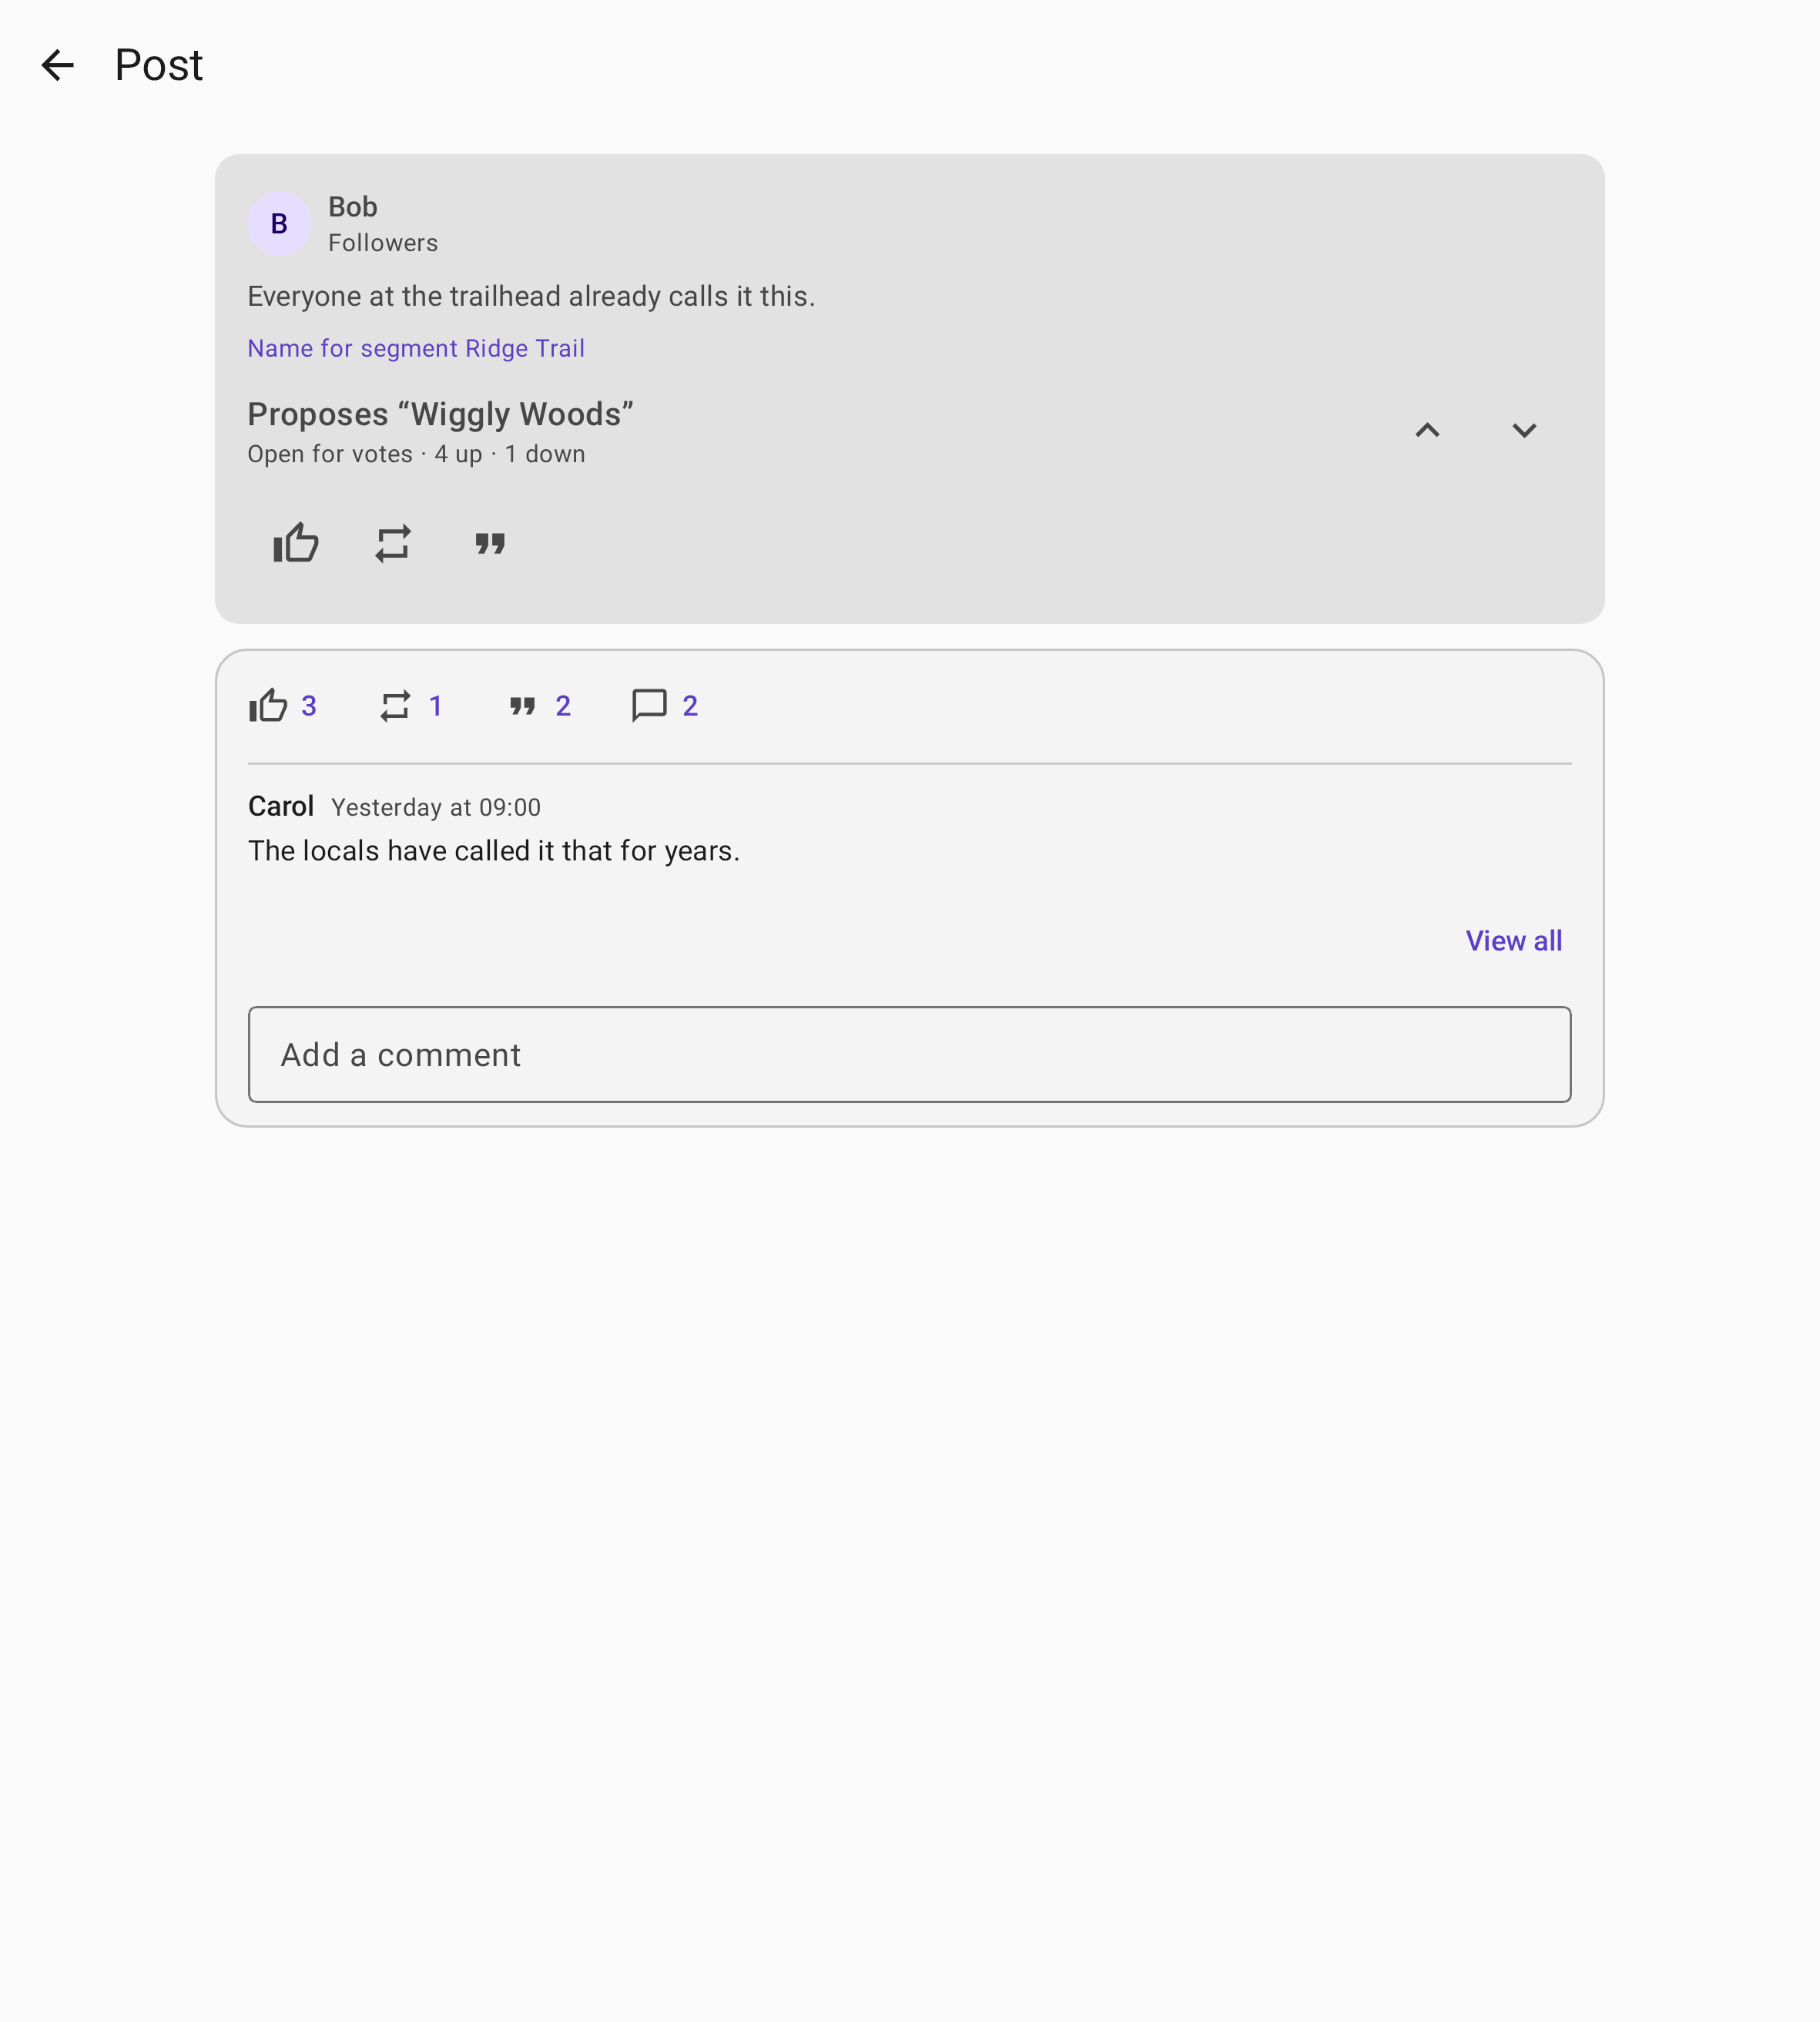 Post
B
Bob
Followers
Everyone at the trailhead already calls it this.
Name for segment Ridge Trail
Proposes “Wiggly Woods”
Open for votes · 4 up · 1 down
3
1
2
2
Carol Yesterday at 09:00
The locals have called it that for years.
View all
Add a comment